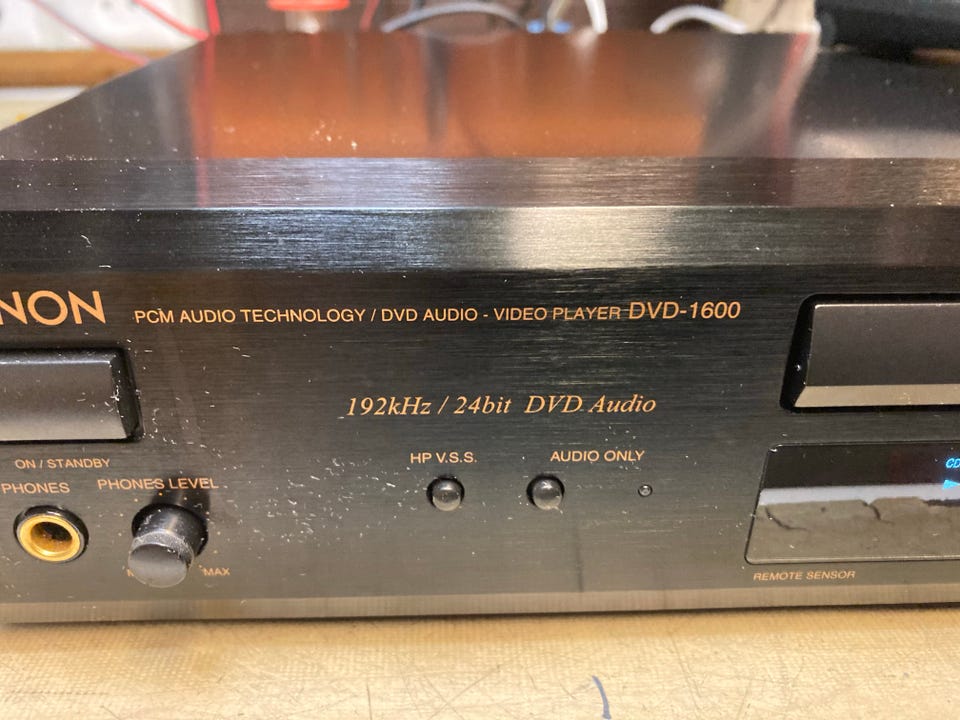 NON PCM AUDIO TECHNOLOGY / DVD AUDIO - VIDEO PLAYER DVD-1600
192kHz / 24bit DVD Audio
ON / STANDBY
HP V.S.S.
AUDIO ONLY
PHONES
PHONES LEVEL
MAX
CD
REMOTE SENSOR